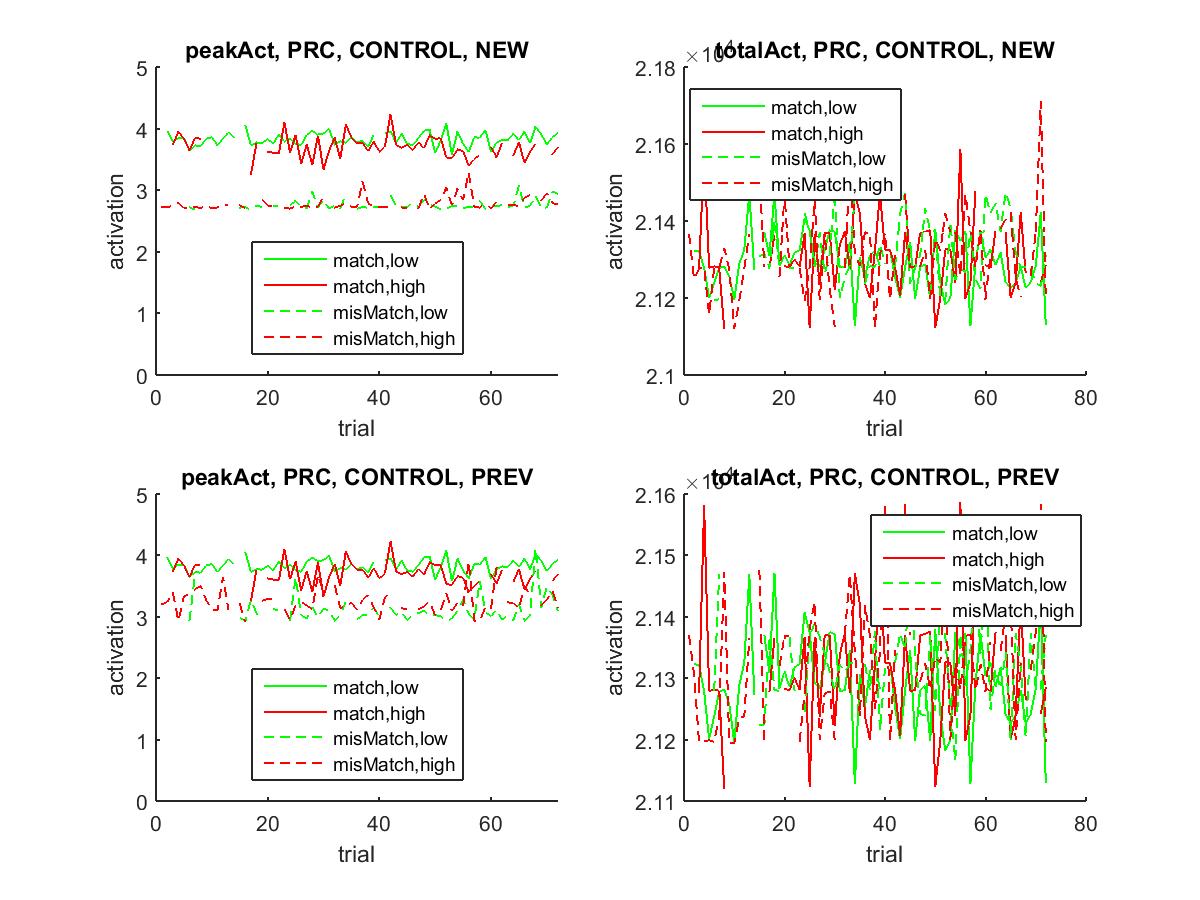 peakAct, PRC, CONTROL, NEW
5
4
3
2
1
0
activation
match,low
match,high
misMatch,low
misMatch,high
0
20
40
60
trial
×10⁴
totalAct, PRC, CONTROL, NEW
2.18
2.16
2.14
2.12
2.1
activation
match,low
match,high
misMatch,low
misMatch,high
0
20
40
60
80
trial
peakAct, PRC, CONTROL, PREV
5
4
3
2
1
0
activation
match,low
match,high
misMatch,low
misMatch,high
0
20
40
60
trial
×10⁴
totalAct, PRC, CONTROL, PREV
2.16
2.15
2.14
2.13
2.12
2.11
activation
match,low
match,high
misMatch,low
misMatch,high
0
20
40
60
80
trial